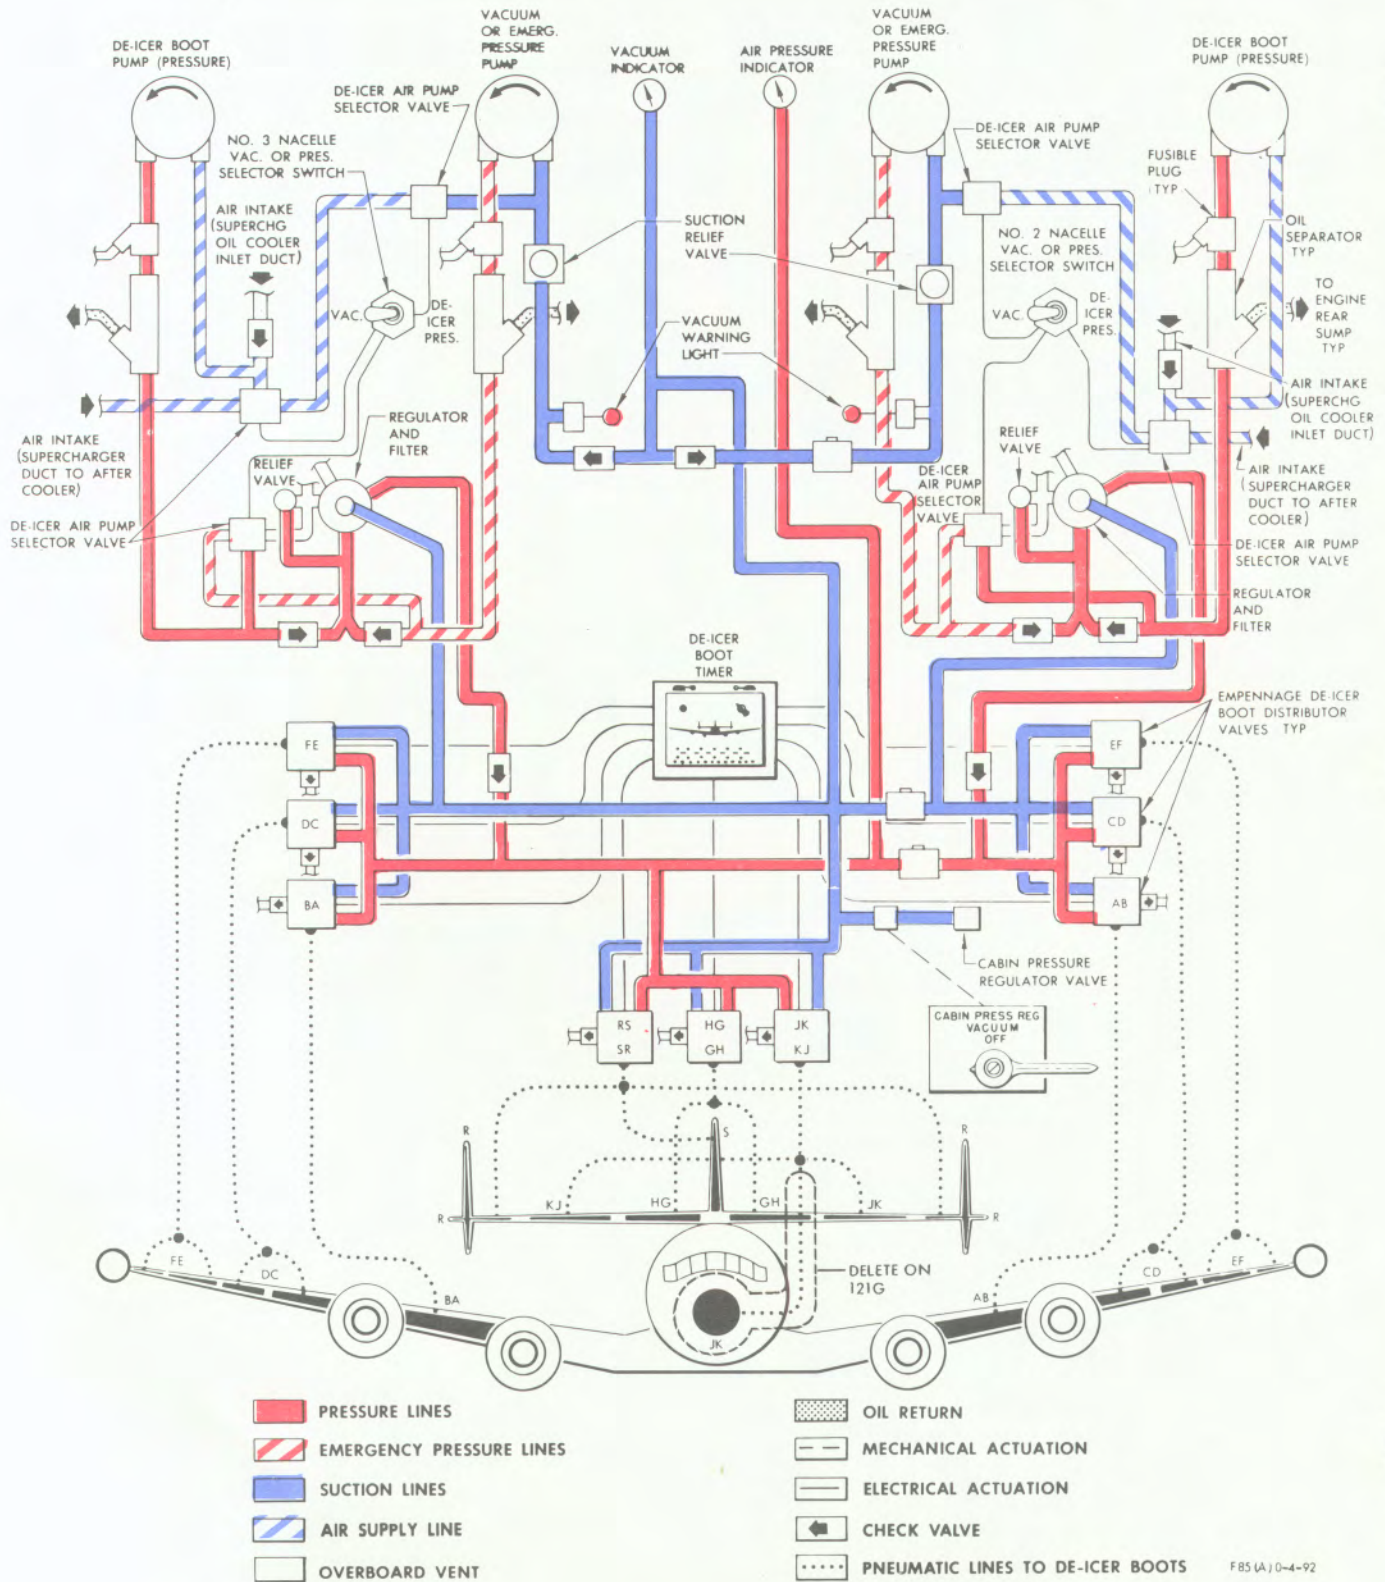 DE-ICER BOOT
PUMP (PRESSURE)
VACUUM
OR EMERG.
PRESSURE
PUMP
VACUUM
INDICATOR
AIR PRESSURE
INDICATOR
VACUUM
OR EMERG.
PRESSURE
PUMP
DE-ICER BOOT
PUMP (PRESSURE)
DE-ICER AIR PUMP
SELECTOR VALVE
NO. 3 NACELLE
VAC. OR PRES.
SELECTOR SWITCH
AIR INTAKE
(SUPERCHG
OIL COOLER
INLET DUCT)
DE-ICER AIR PUMP
SELECTOR VALVE
FUSIBLE
PLUG
TYP
SUCTION
RELIEF
VALVE
NO. 2 NACELLE
VAC. OR PRES.
SELECTOR SWITCH
OIL
SEPARATOR
TYP
TO
ENGINE
REAR
SUMP
TYP
VAC.
DE-
ICER
PRES.
VACUUM
WARNING
LIGHT
VAC.
DE-
ICER
PRES.
AIR INTAKE
(SUPERCHG
OIL COOLER
INLET DUCT)
AIR INTAKE
(SUPERCHARGER
DUCT TO AFTER
COOLER)
REGULATOR
AND
FILTER
RELIEF
VALVE
RELIEF
VALVE
DE-ICER
AIR PUMP
SELECTOR
VALVE
AIR INTAKE
(SUPERCHARGER
DUCT TO AFTER
COOLER)
DE-ICER AIR PUMP
SELECTOR VALVE
DE-ICER AIR PUMP
SELECTOR VALVE
REGULATOR
AND
FILTER
DE-ICER
BOOT
TIMER
EMPENNAGE DE-ICER
BOOT DISTRIBUTOR
VALVES TYP
FE
EF
DC
CD
BA
AB
CABIN PRESSURE
REGULATOR VALVE
RS
SR
HG
GH
JK
KJ
CABIN PRESS REG
VACUUM
OFF
R
S
R
KJ
HG
GH
JK
R
R
FE
DC
BA
JK
DELETE ON
121G
AB
CD
EF
PRESSURE LINES
EMERGENCY PRESSURE LINES
SUCTION LINES
AIR SUPPLY LINE
OVERBOARD VENT
OIL RETURN
MECHANICAL ACTUATION
ELECTRICAL ACTUATION
CHECK VALVE
PNEUMATIC LINES TO DE-ICER BOOTS
F85(A)0-4-92